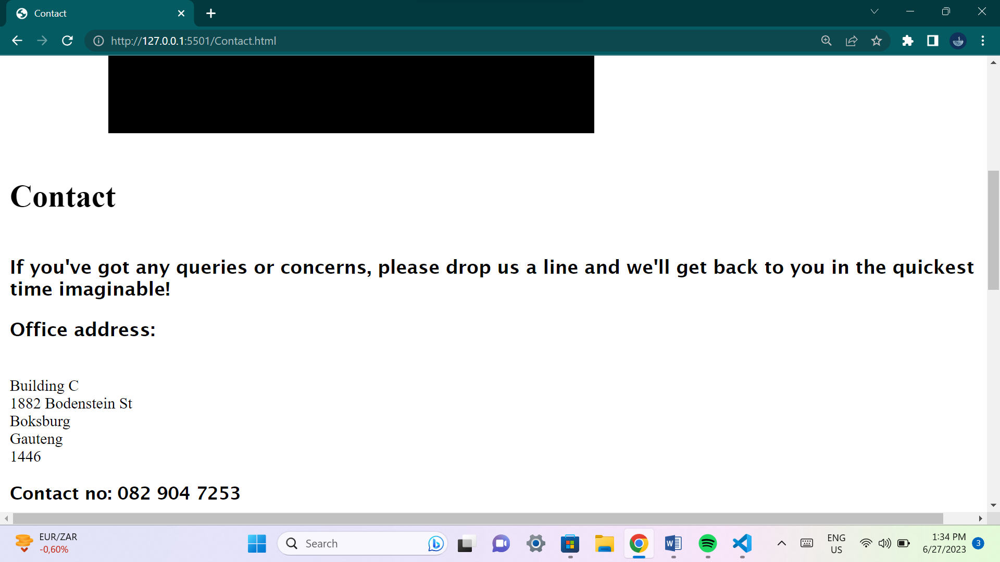 Contact
http://127.0.0.1:5501/Contact.html
Contact
If you've got any queries or concerns, please drop us a line and we'll get back to you in the quickest
time imaginable!
Office address:
Building C
1882 Bodenstein St
Boksburg
Gauteng
1446
Contact no: 082 904 7253
EUR/ZAR
-0,60%
Search
W
ENG
US
1:34 PM
6/27/2023
3